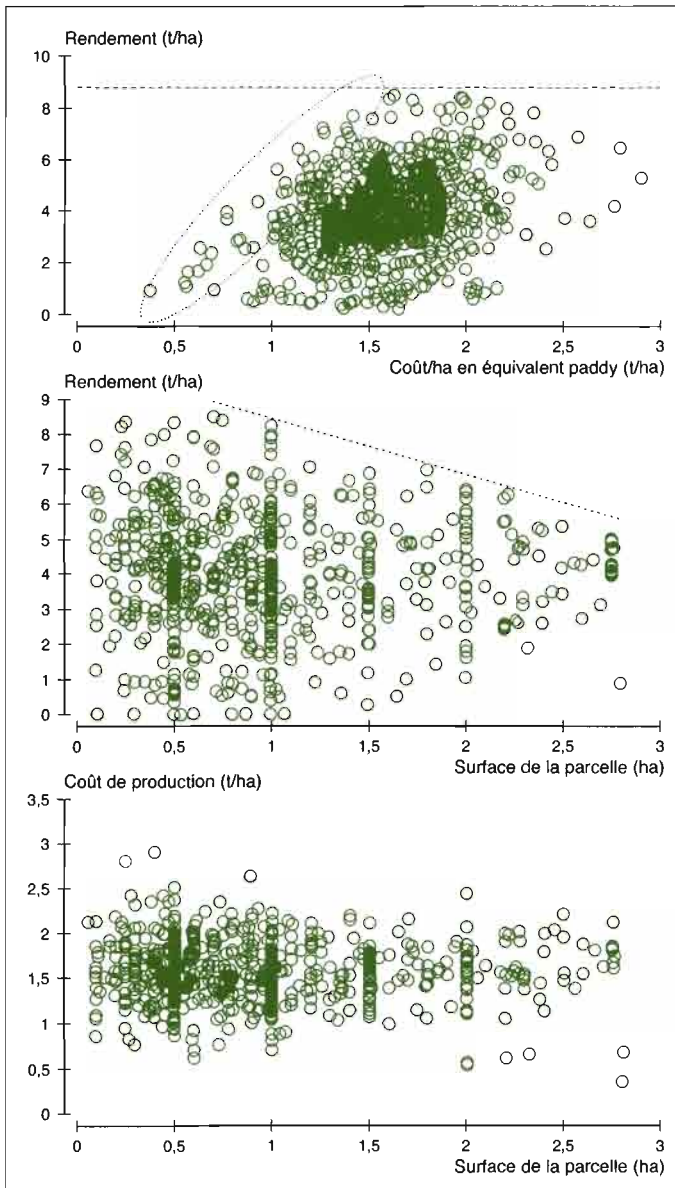 Rendement (t/ha)
10
8
6
4
2
0
0 0,5 1 1,5 2 2,5 3
Coût/ha en équivalent paddy (t/ha)
Rendement (t/ha)
9
8
7
6
5
4
3
2
1
0
0 0,5 1 1,5 2 2,5 3
Surface de la parcelle (ha)
Coût de production (t/ha)
3,5
3
2,5
2
1,5
1
0,5
0
0 0,5 1 1,5 2 2,5 3
Surface de la parcelle (ha)